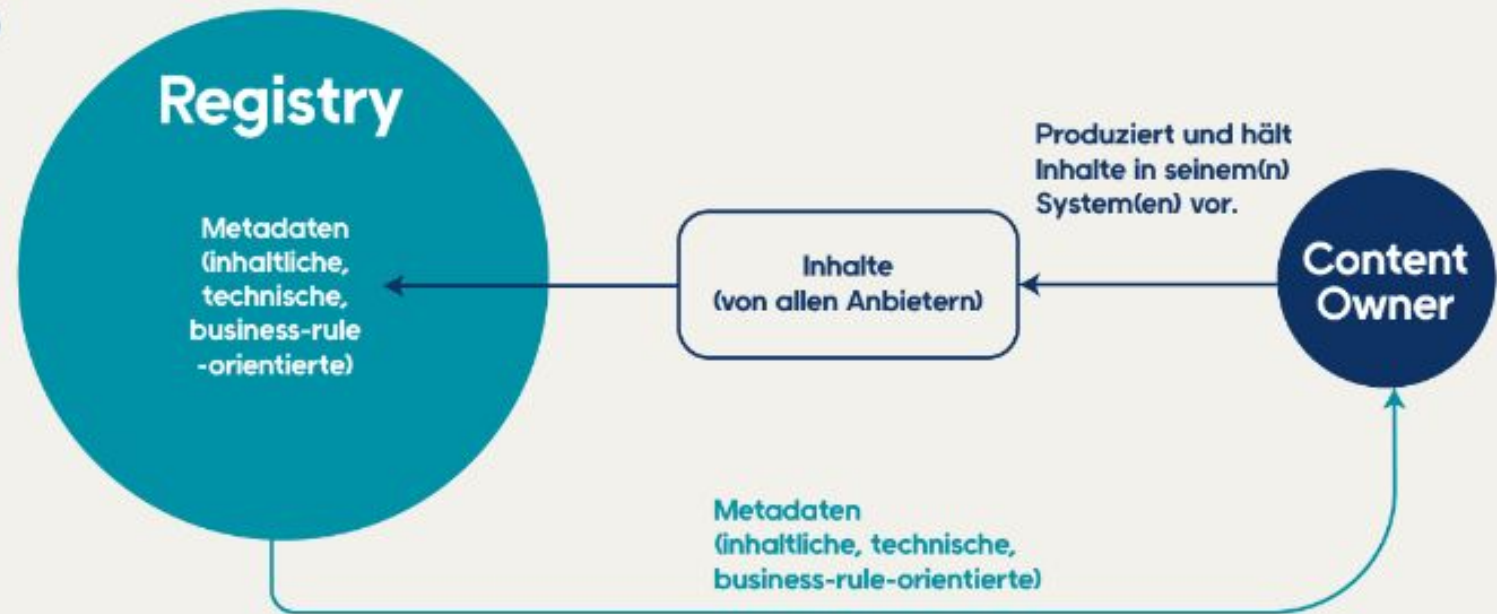 Registry
Metadaten
(inhaltliche,
technische,
business-rule
-orientierte)
Inhalte
(von allen Anbietern)
Produziert und hält
Inhalte in seinem(n)
System(en) vor.
Content
Owner
Metadaten
(inhaltliche, technische,
business-rule-orientierte)